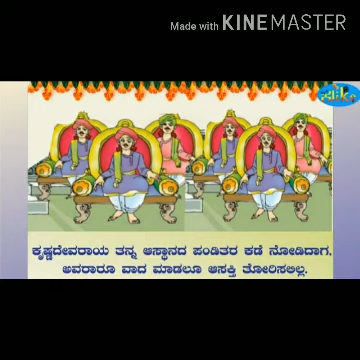 Made with KINEMASTER
ಕೃಷ್ಣದೇವರಾಯ ತನ್ನ ಆಸ್ಥಾನದ ಪಂಡಿತರ ಕಡೆ ನೋಡಿದಾಗ,
ಅವರಾರೂ ವಾದ ಮಾಡಲೂ ಆಸಕ್ತಿ ತೋರಿಸಲಿಲ್ಲ.